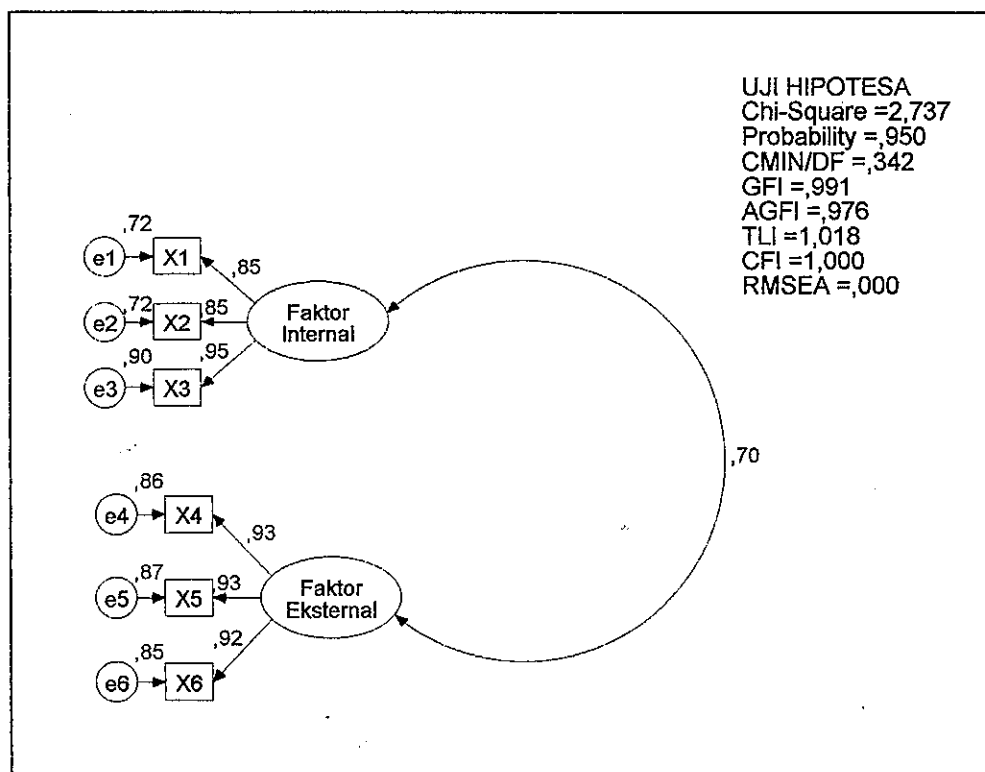 UJI HIPOTESA
Chi-Square =2,737
Probability =,950
CMIN/DF =,342
GFI =,991
AGFI =,976
TLI =1,018
CFI =1,000
RMSEA =,000
,72
e1 X1
,85
,72
e2 X2
,85
Faktor
Internal
,90
e3 X3
,95
,70
,86
e4 X4
,93
,87
e5 X5
,93
Faktor
Eksternal
,85
e6 X6
,92